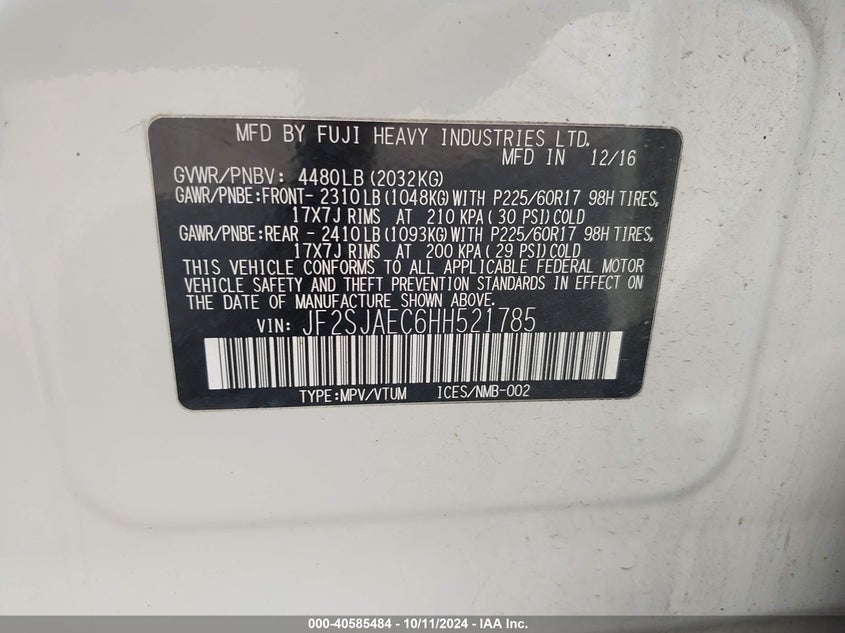 MFD BY FUJI HEAVY INDUSTRIES LTD.
MFD IN 12/16
GVWR/PNBV: 4480LB (2032KG)
GAWR/PNBE:FRONT- 2310LB (1048KG) WITH P225/60R17 98H TIRES,
17X7J RIMS AT 210 KPA ( 30 PSI) COLD
GAWR/PNBE:REAR - 2410LB (1093KG) WITH P225/60R17 98H TIRES,
17X7J RIMS AT 200 KPA ( 29 PSI) COLD
THIS VEHICLE CONFORMS TO ALL APPLICABLE FEDERAL MOTOR
VEHICLE SAFETY AND THEFT PREVENTION STANDARDS IN EFFECT ON
THE DATE OF MANUFACTURE SHOWN ABOVE.
VIN: JF2SJAEC6HH521785
TYPE:MPV/VTUM ICES/NMB-002
000-40585484 - 10/11/2024 - IAA Inc.